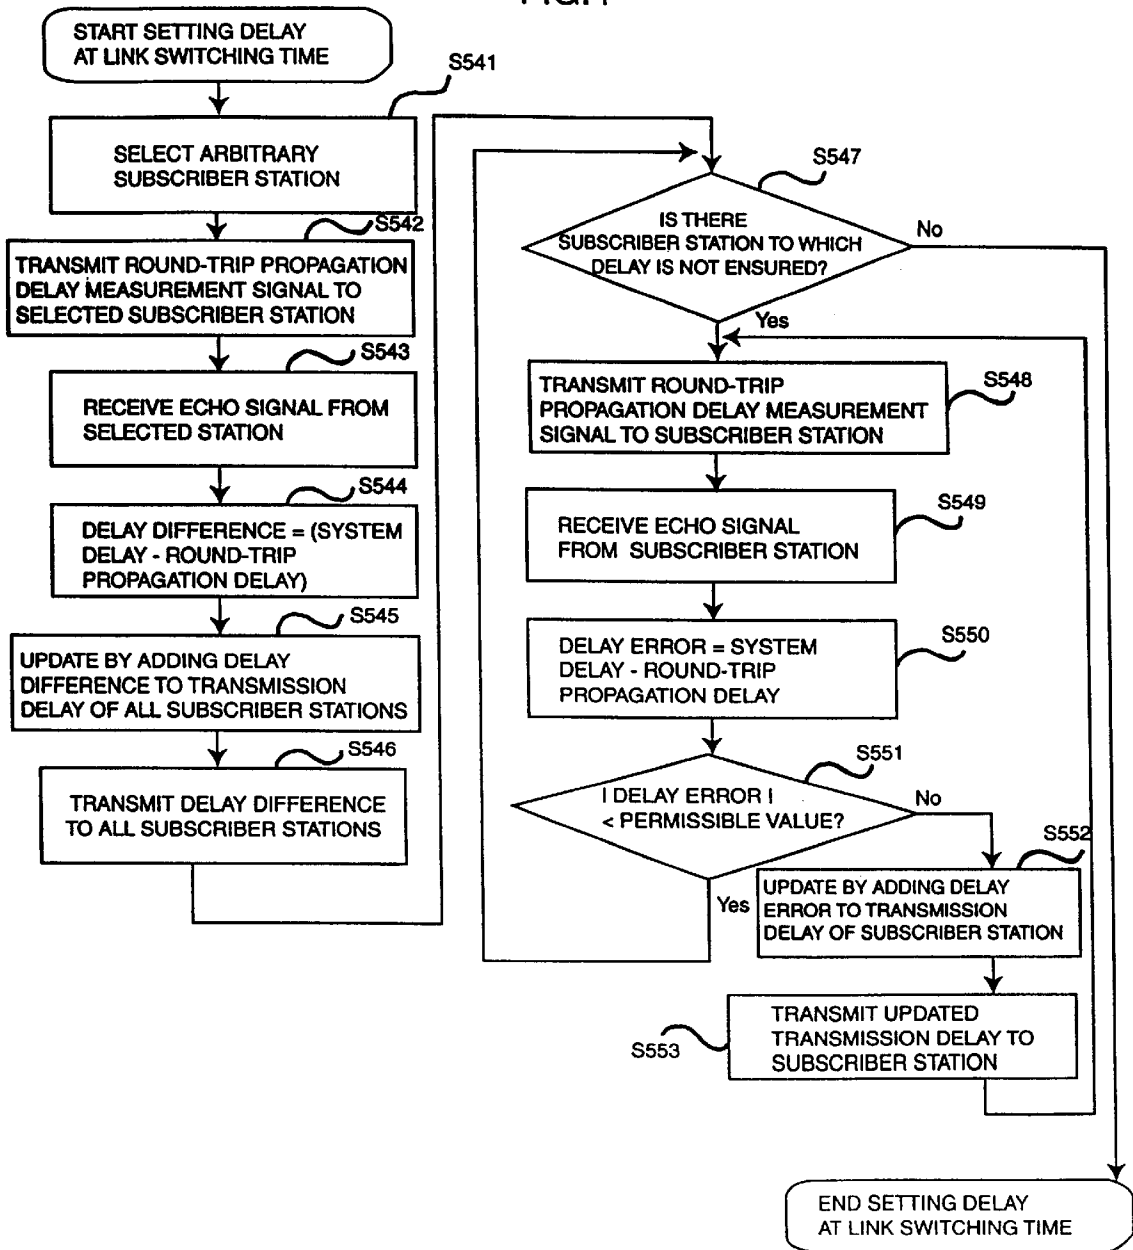 START SETTING DELAY
AT LINK SWITCHING TIME
S541
SELECT ARBITRARY
SUBSCRIBER STATION
S542
TRANSMIT ROUND-TRIP PROPAGATION
DELAY MEASUREMENT SIGNAL TO
SELECTED SUBSCRIBER STATION
S543
RECEIVE ECHO SIGNAL FROM
SELECTED STATION
S544
DELAY DIFFERENCE = (SYSTEM
DELAY - ROUND-TRIP
PROPAGATION DELAY)
S545
UPDATE BY ADDING DELAY
DIFFERENCE TO TRANSMISSION
DELAY OF ALL SUBSCRIBER STATIONS
S546
TRANSMIT DELAY DIFFERENCE
TO ALL SUBSCRIBER STATIONS
S547
IS THERE
SUBSCRIBER STATION TO WHICH
DELAY IS NOT ENSURED?
No
Yes
S548
TRANSMIT ROUND-TRIP
PROPAGATION DELAY MEASUREMENT
SIGNAL TO SUBSCRIBER STATION
S549
RECEIVE ECHO SIGNAL
FROM SUBSCRIBER STATION
S550
DELAY ERROR = SYSTEM
DELAY - ROUND-TRIP
PROPAGATION DELAY
S551
I DELAY ERROR I
< PERMISSIBLE VALUE?
No
Yes
S552
UPDATE BY ADDING DELAY
ERROR TO TRANSMISSION
DELAY OF SUBSCRIBER STATION
S553
TRANSMIT UPDATED
TRANSMISSION DELAY TO
SUBSCRIBER STATION
END SETTING DELAY
AT LINK SWITCHING TIME